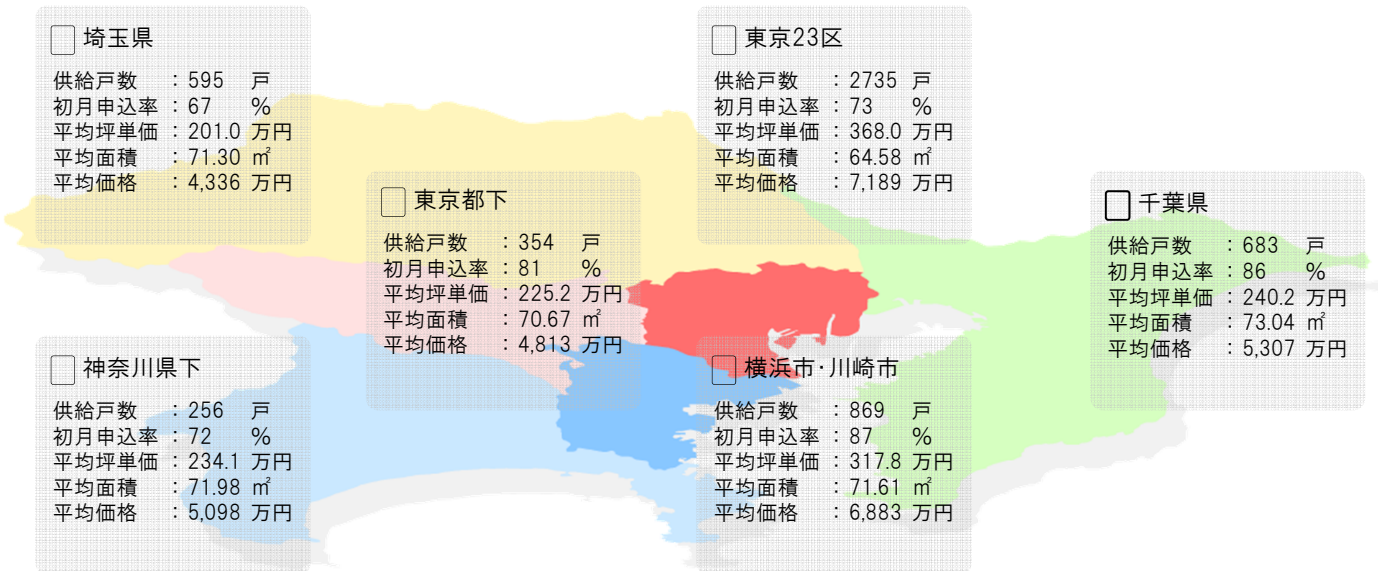 埼玉県
供給戸数 : 595 戸
初月申込率 : 67 %
平均坪単価 : 201.0 万円
平均面積 : 71.30 ㎡
平均価格 : 4,336 万円
東京都下
供給戸数 : 354 戸
初月申込率 : 81 %
平均坪単価 : 225.2 万円
平均面積 : 70.67 ㎡
平均価格 : 4,813 万円
東京23区
供給戸数 : 2735 戸
初月申込率 : 73 %
平均坪単価 : 368.0 万円
平均面積 : 64.58 ㎡
平均価格 : 7,189 万円
千葉県
供給戸数 : 683 戸
初月申込率 : 86 %
平均坪単価 : 240.2 万円
平均面積 : 73.04 ㎡
平均価格 : 5,307 万円
神奈川県下
供給戸数 : 256 戸
初月申込率 : 72 %
平均坪単価 : 234.1 万円
平均面積 : 71.98 ㎡
平均価格 : 5,098 万円
横浜市・川崎市
供給戸数 : 869 戸
初月申込率 : 87 %
平均坪単価 : 317.8 万円
平均面積 : 71.61 ㎡
平均価格 : 6,883 万円